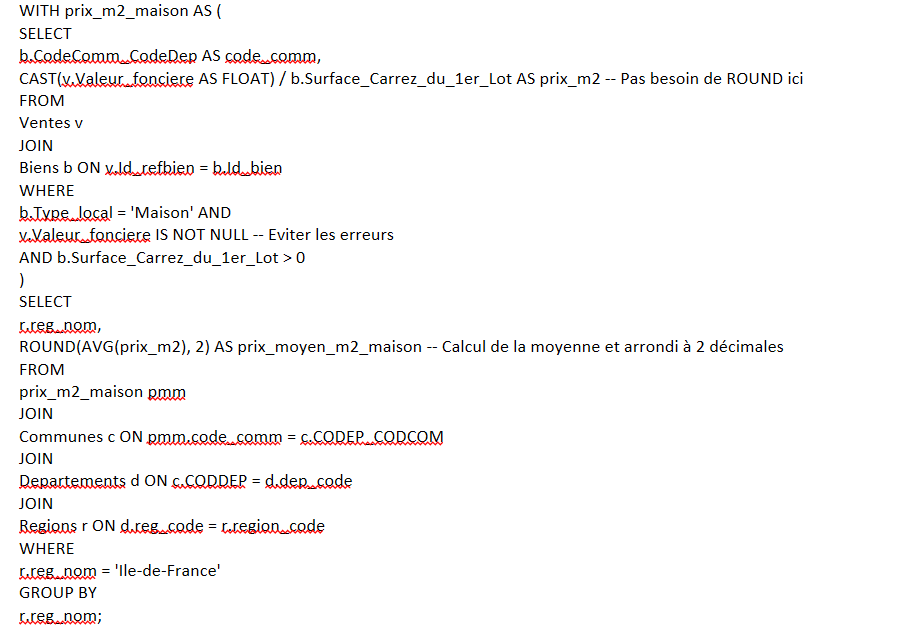 WITH prix_m2_maison AS (
SELECT
b.CodeComm_CodeDep AS code_comm,
CAST(v.Valeur_fonciere AS FLOAT) / b.Surface_Carrez_du_1er_Lot AS prix_m2 -- Pas besoin de ROUND ici
FROM
Ventes v
JOIN
Biens b ON v.Id_refbien = b.Id_bien
WHERE
b.Type_local = 'Maison' AND
v.Valeur_fonciere IS NOT NULL -- Eviter les erreurs
AND b.Surface_Carrez_du_1er_Lot > 0
)
SELECT
r.reg_nom,
ROUND(AVG(prix_m2), 2) AS prix_moyen_m2_maison -- Calcul de la moyenne et arrondi à 2 décimales
FROM
prix_m2_maison pmm
JOIN
Communes c ON pmm.code_comm = c.CODEP_CODCOM
JOIN
Departements d ON c.CODDEP = d.dep_code
JOIN
Regions r ON d.reg_code = r.region_code
WHERE
r.reg_nom = 'Ile-de-France'
GROUP BY
r.reg_nom;